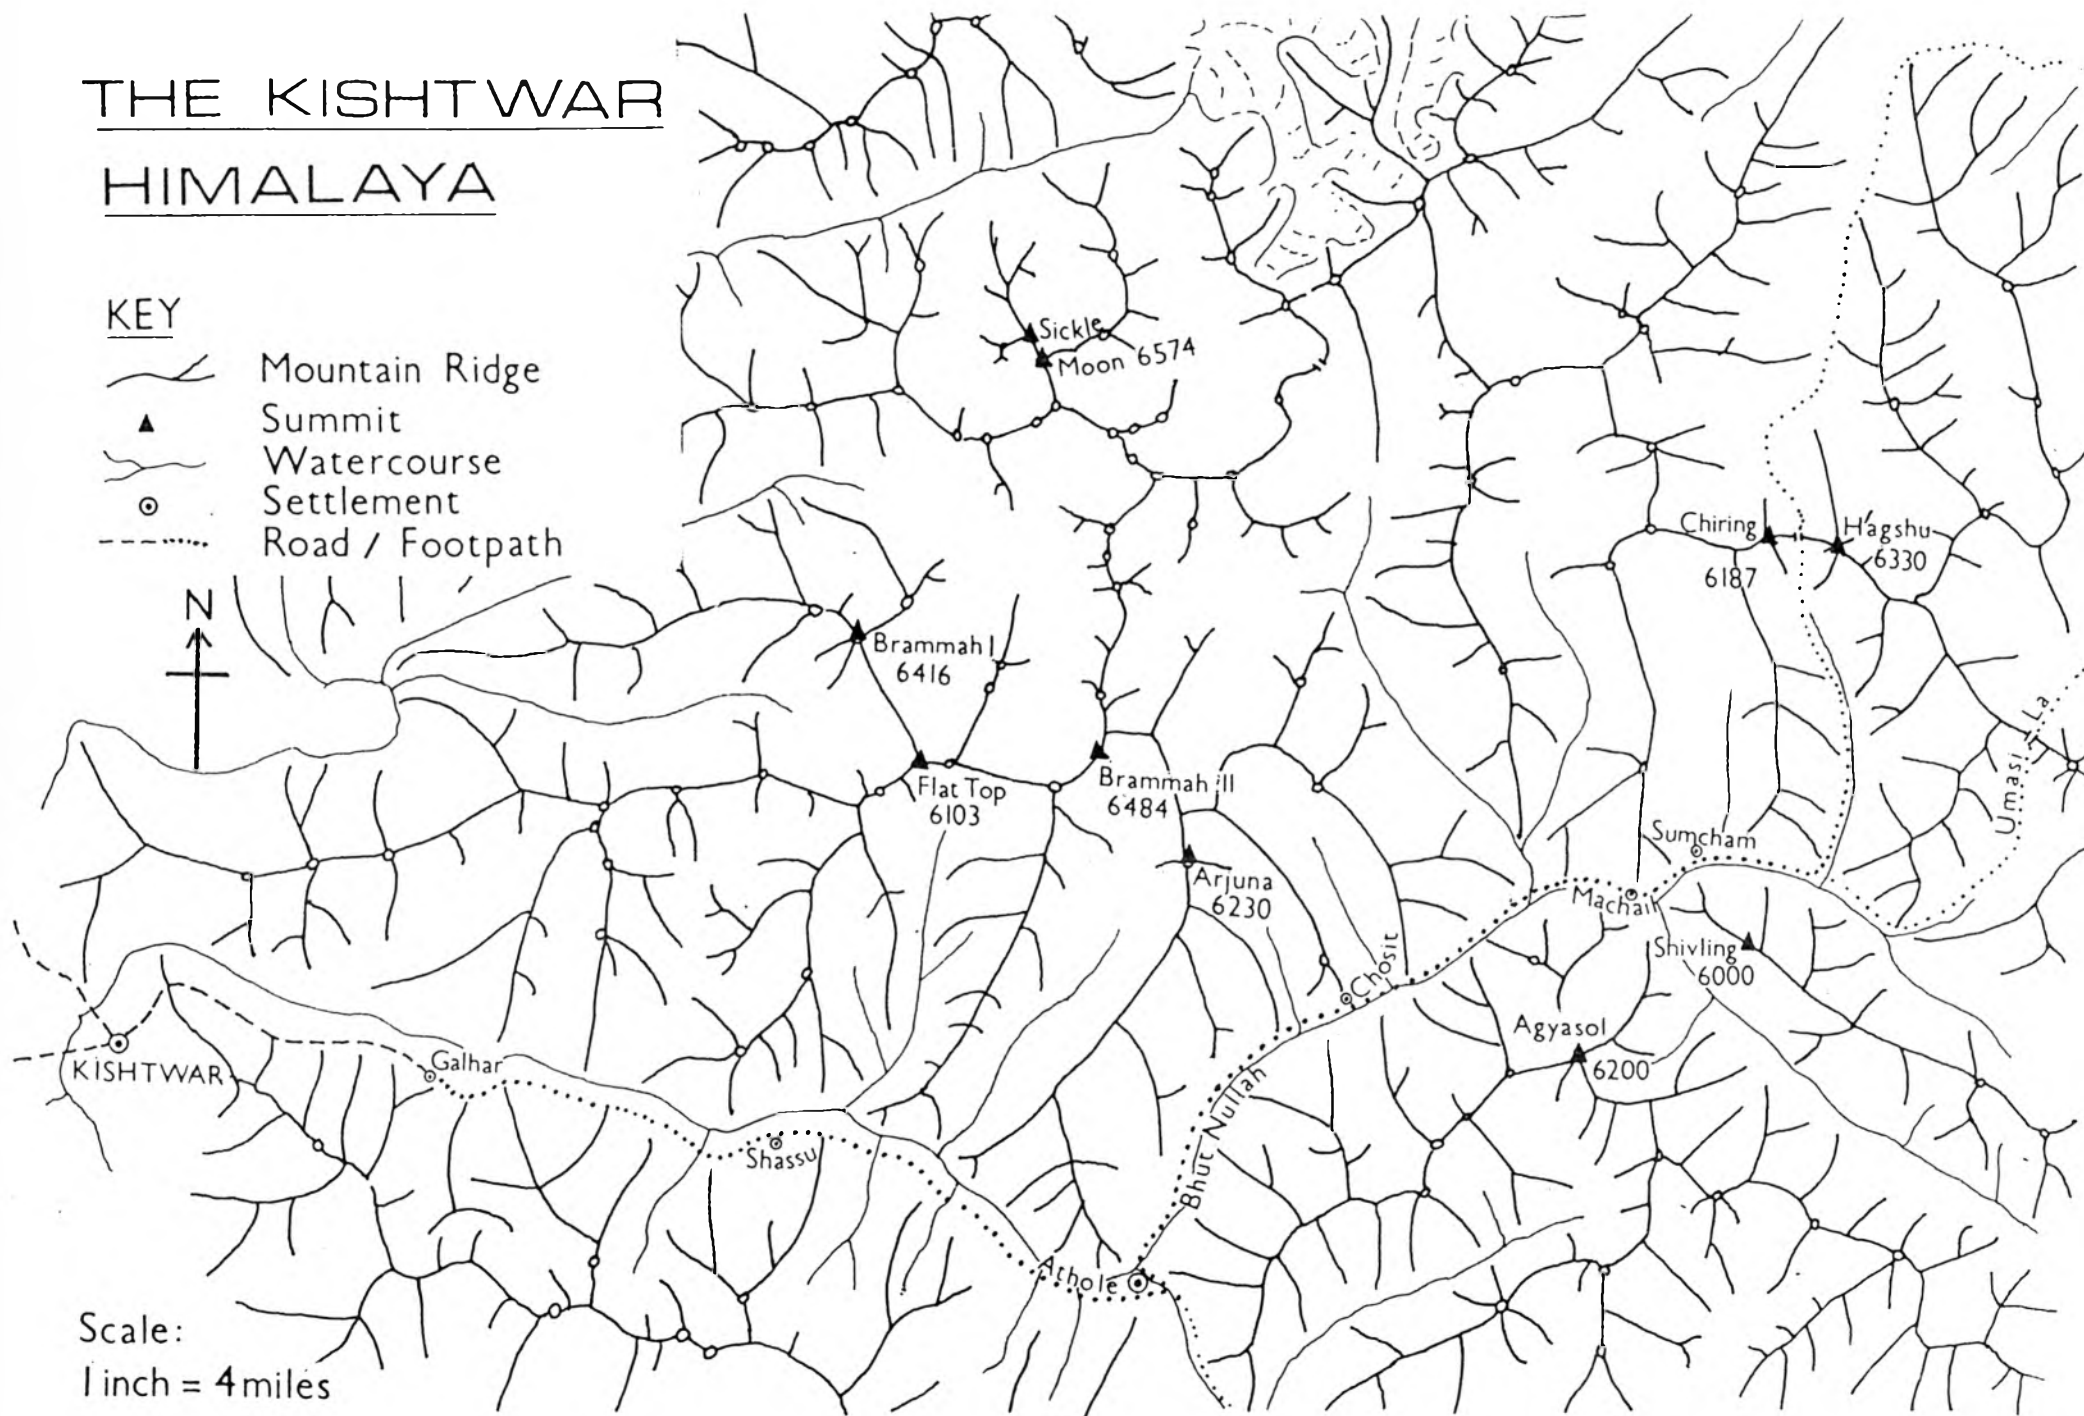 THE KISHTWAR
HIMALAYA
KEY
Mountain Ridge
Summit
Watercourse
Settlement
Road / Footpath
N
Sickle
Moon 6574
Chiring
6187
H'agshu
6330
Brammah I
6416
Flat Top
6103
Brammah III
6484
Arjuna
6230
Umasi La
Sumcham
Machail
Shivling
6000
Chosit
Agyasol
6200
KISHTWAR
Galhar
Shassu
Bhut Nullah
Athole
Scale:
1 inch = 4 miles